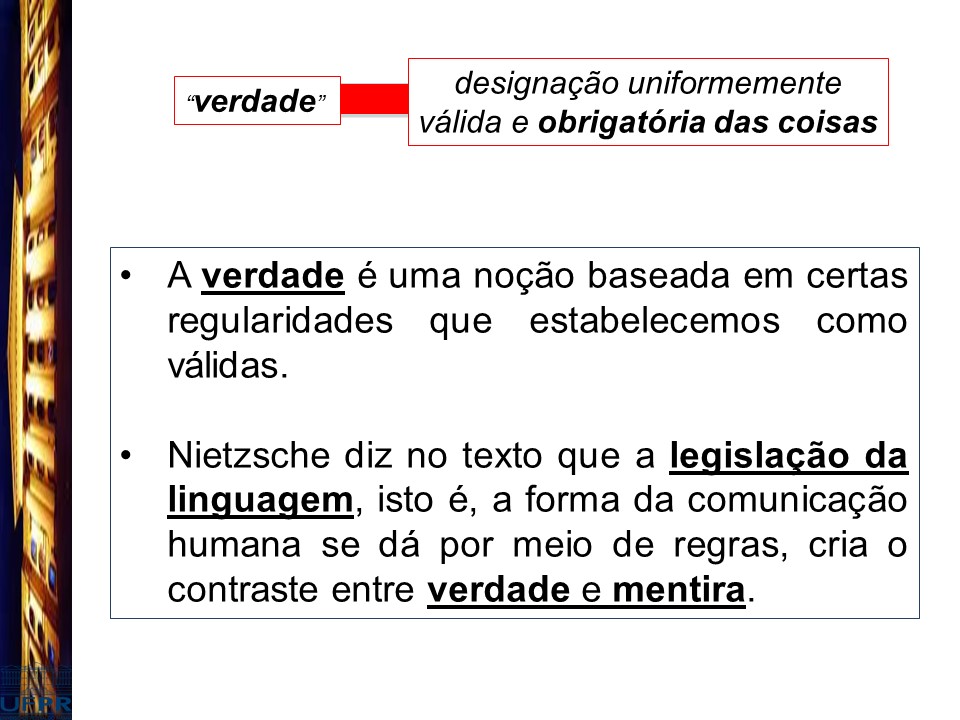 “verdade”
designação uniformemente
válida e obrigatória das coisas
• A verdade é uma noção baseada em certas
regularidades que estabelecemos como
válidas.
• Nietzsche diz no texto que a legislação da
linguagem, isto é, a forma da comunicação
humana se dá por meio de regras, cria o
contraste entre verdade e mentira.
UFPR